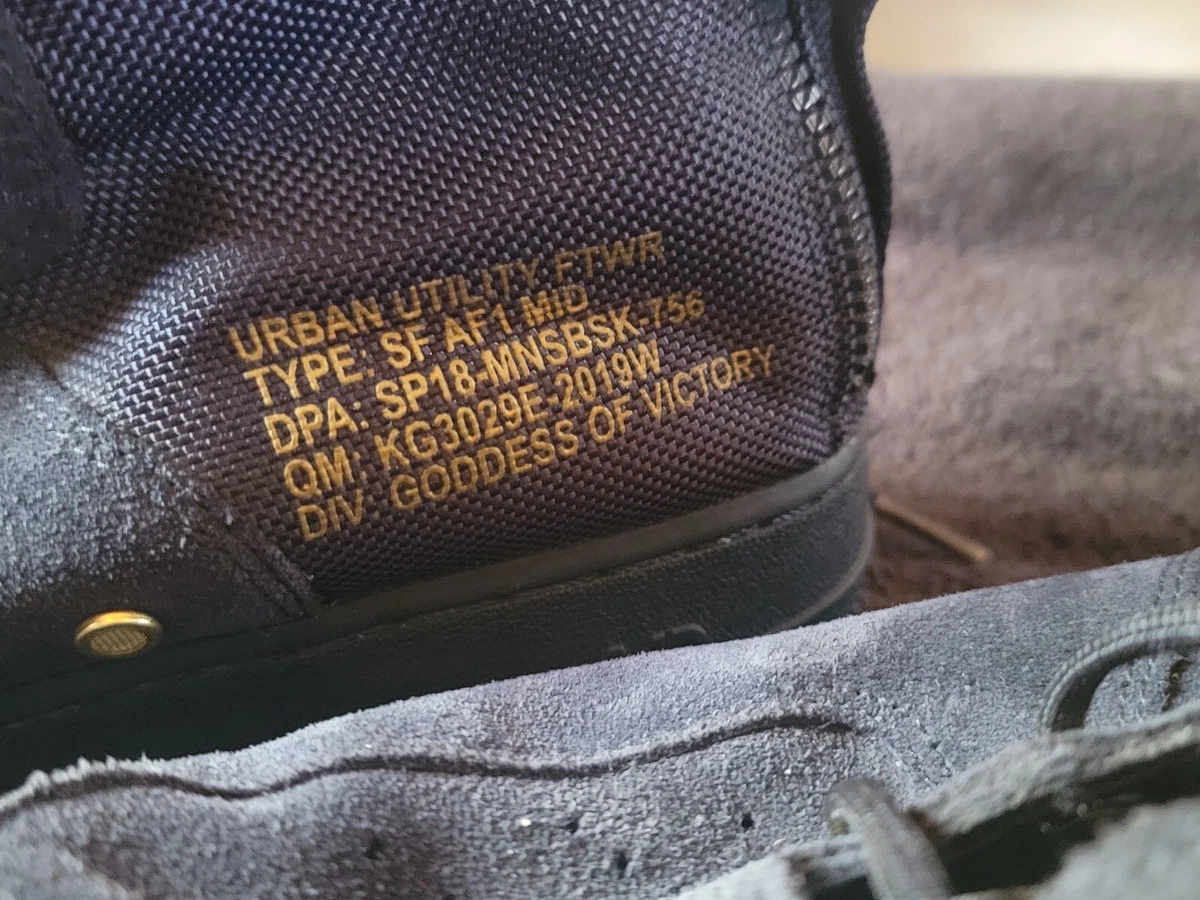 URBAN UTILITY FTWR
TYPE: SF AF1 MID
DPA: SP18-MNSBSK-756
QM: KG3029E-2019W
DIV: GODDESS OF VICTORY